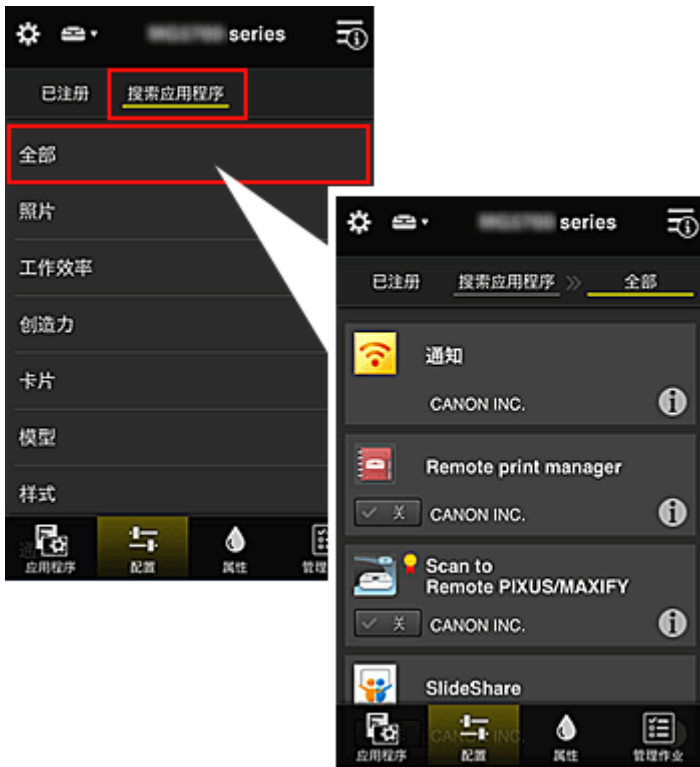 series
已注册 搜索应用程序
全部
照片
工作效率
创造力
卡片
模型
样式
应用程序 配置 属性 管理
series
已注册 搜索应用程序 >> 全部
通知
CANON INC.
Remote print manager
关 CANON INC.
Scan to
Remote PIXUS/MAXIFY
关 CANON INC.
SlideShare
应用程序 配置 属性 管理作业